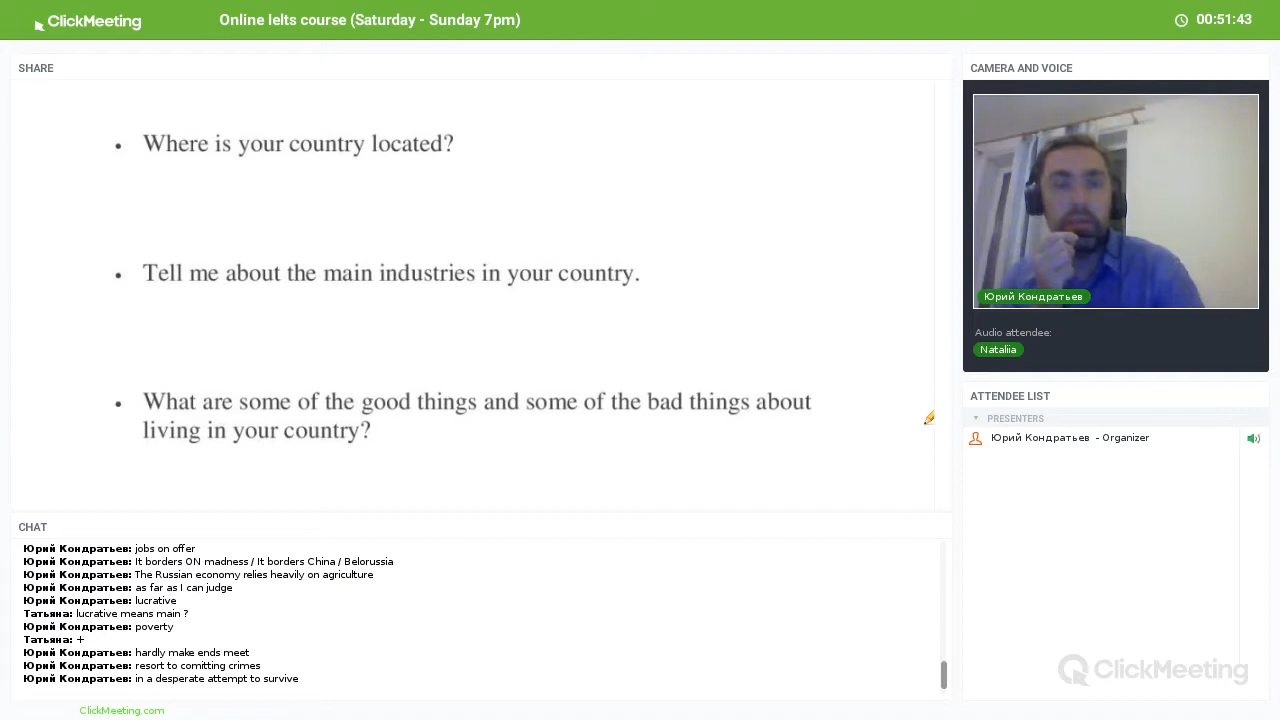 ClickMeeting
Online Ielts course (Saturday - Sunday 7pm)
00:51:43
SHARE
• Where is your country located?
• Tell me about the main industries in your country.
• What are some of the good things and some of the bad things about
living in your country?
CHAT
Юрий Кондратьев: jobs on offer
Юрий Кондратьев: It borders ON madness / It borders China / Belorussia
Юрий Кондратьев: The Russian economy relies heavily on agriculture
Юрий Кондратьев: as far as I can judge
Юрий Кондратьев: lucrative
Татьяна: lucrative means main ?
Юрий Кондратьев: poverty
Татьяна: +
Юрий Кондратьев: hardly make ends meet
Юрий Кондратьев: resort to comitting crimes
Юрий Кондратьев: in a desperate attempt to survive
ClickMeeting.com
CAMERA AND VOICE
Юрий Кондратьев
Audio attendee:
Nataliia
ATTENDEE LIST
PRESENTERS
Юрий Кондратьев - Organizer
ClickMeeting